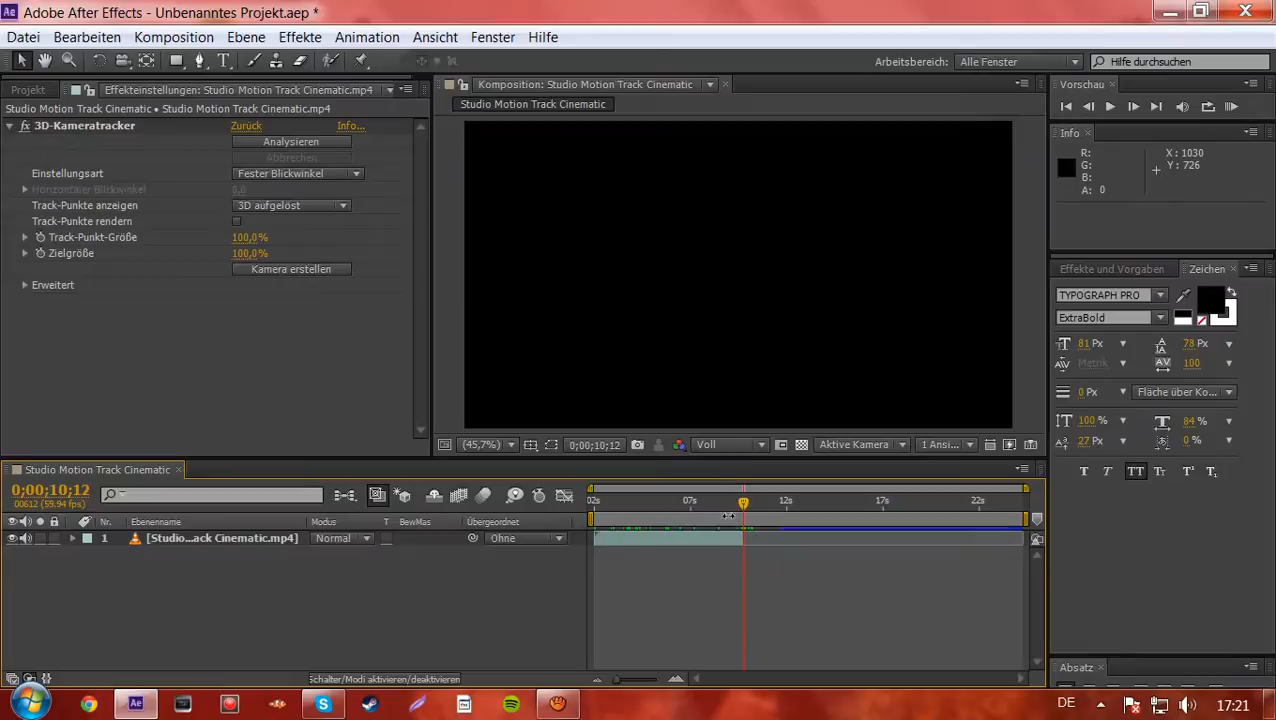 Adobe After Effects - Unbenanntes Projekt.aep *
Datei Bearbeiten Komposition Ebene Effekte Animation Ansicht Fenster Hilfe
Arbeitsbereich: Alle Fenster Hilfe durchsuchen
Projekt Effekteinstellungen: Studio Motion Track Cinematic.mp4
Studio Motion Track Cinematic • Studio Motion Track Cinematic.mp4
fx 3D-Kameratracker Zurück Info...
Analysieren
Abbrechen
Einstellungsart Fester Blickwinkel
Horizontaler Blickwinkel 0,0
Track-Punkte anzeigen 3D aufgelöst
Track-Punkte rendern
Track-Punkt-Größe 100,0%
Zielgröße 100,0%
Kamera erstellen
Erweitert
Komposition: Studio Motion Track Cinematic
Studio Motion Track Cinematic
(45,7%) 0;00;10;12 Voll Aktive Kamera 1 Ansi...
Vorschau
Info
R: X : 1030
G: Y : 726
B:
A: 0
Effekte und Vorgaben Zeichen
TYPOGRAPH PRO
ExtraBold
81 Px 78 Px
Metrik 100
0 Px Fläche über Ko...
100 % 84 %
27 Px 0 %
T T TT Tт T¹ T₁
Absatz
Studio Motion Track Cinematic
0;00;10;12
00612 (59.94 fps)
02s 07s 12s 17s 22s
Nr. Ebenenname Modus T BewMas Übergeordnet
1 [Studio...ack Cinematic.mp4] Normal Ohne
Schalter/Modi aktivieren/deaktivieren
DE 17:21